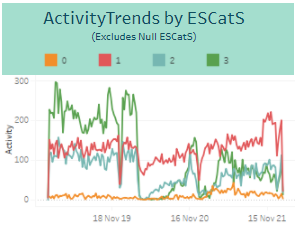 ActivityTrends by ESCatS
(Excludes Null ESCatS)
0 1 2 3
300
200
Activity
100
0
18 Nov 19 16 Nov 20 15 Nov 21